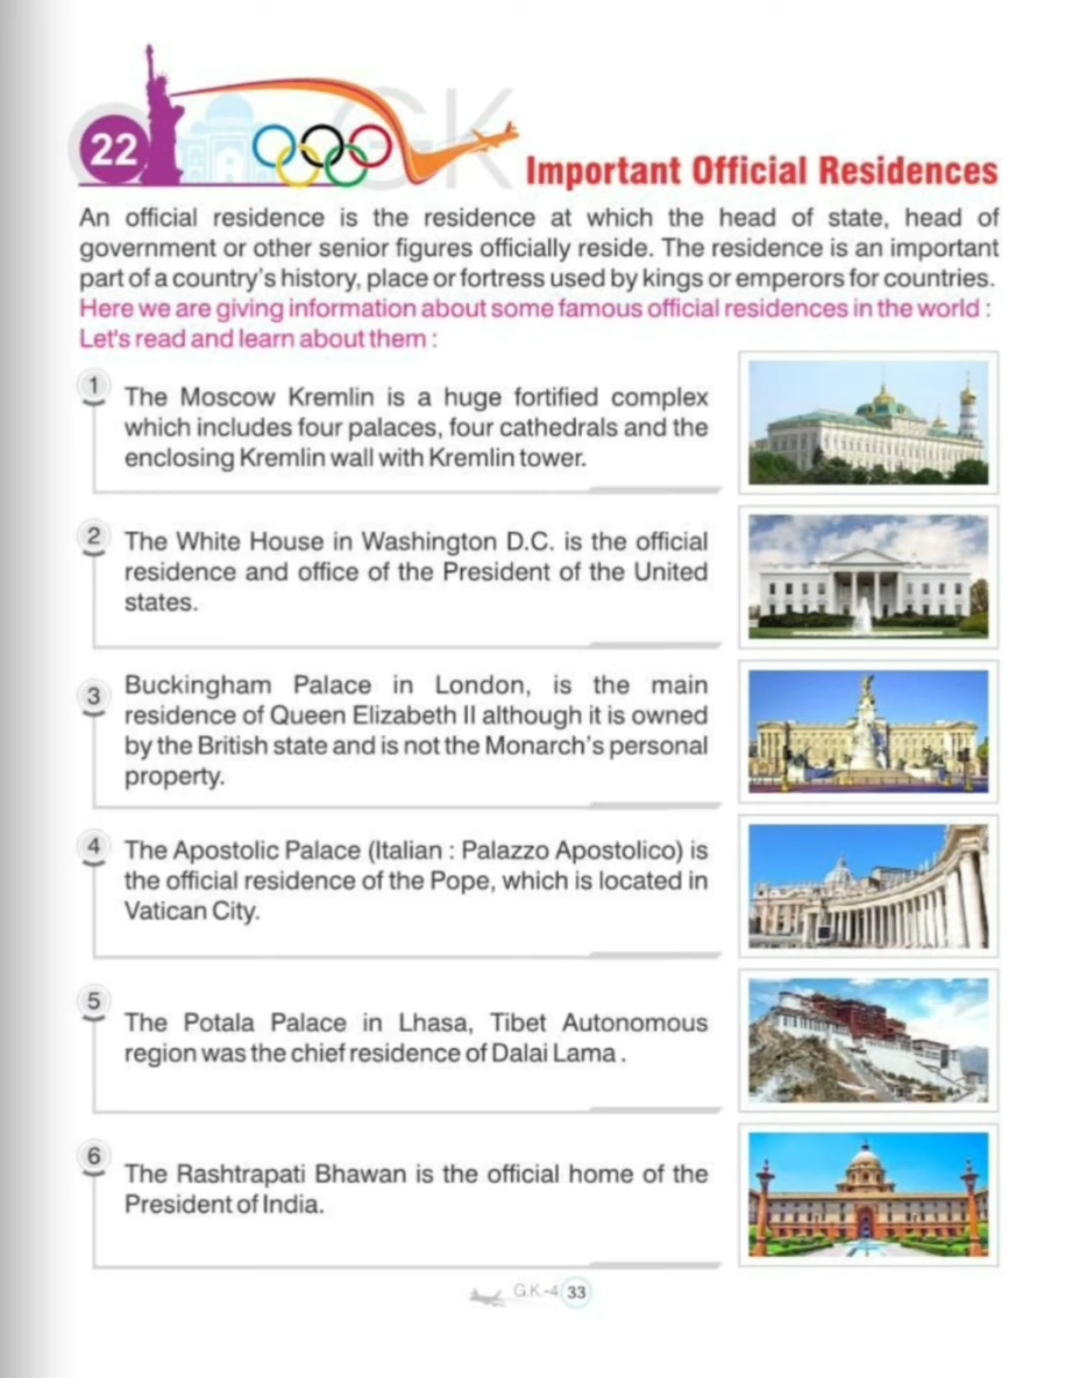 GK
22
Important Official Residences
An official residence is the residence at which the head of state, head of
government or other senior figures officially reside. The residence is an important
part of a country's history, place or fortress used by kings or emperors for countries.
Here we are giving information about some famous official residences in the world :
Let's read and learn about them :
1
The Moscow Kremlin is a huge fortified complex
which includes four palaces, four cathedrals and the
enclosing Kremlin wall with Kremlin tower.
2
The White House in Washington D.C. is the official
residence and office of the President of the United
states.
3
Buckingham Palace in London, is the main
residence of Queen Elizabeth II although it is owned
by the British state and is not the Monarch's personal
property.
4
The Apostolic Palace (Italian : Palazzo Apostolico) is
the official residence of the Pope, which is located in
Vatican City.
5
The Potala Palace in Lhasa, Tibet Autonomous
region was the chief residence of Dalai Lama .
6
The Rashtrapati Bhawan is the official home of the
President of India.
G.K.-4 33